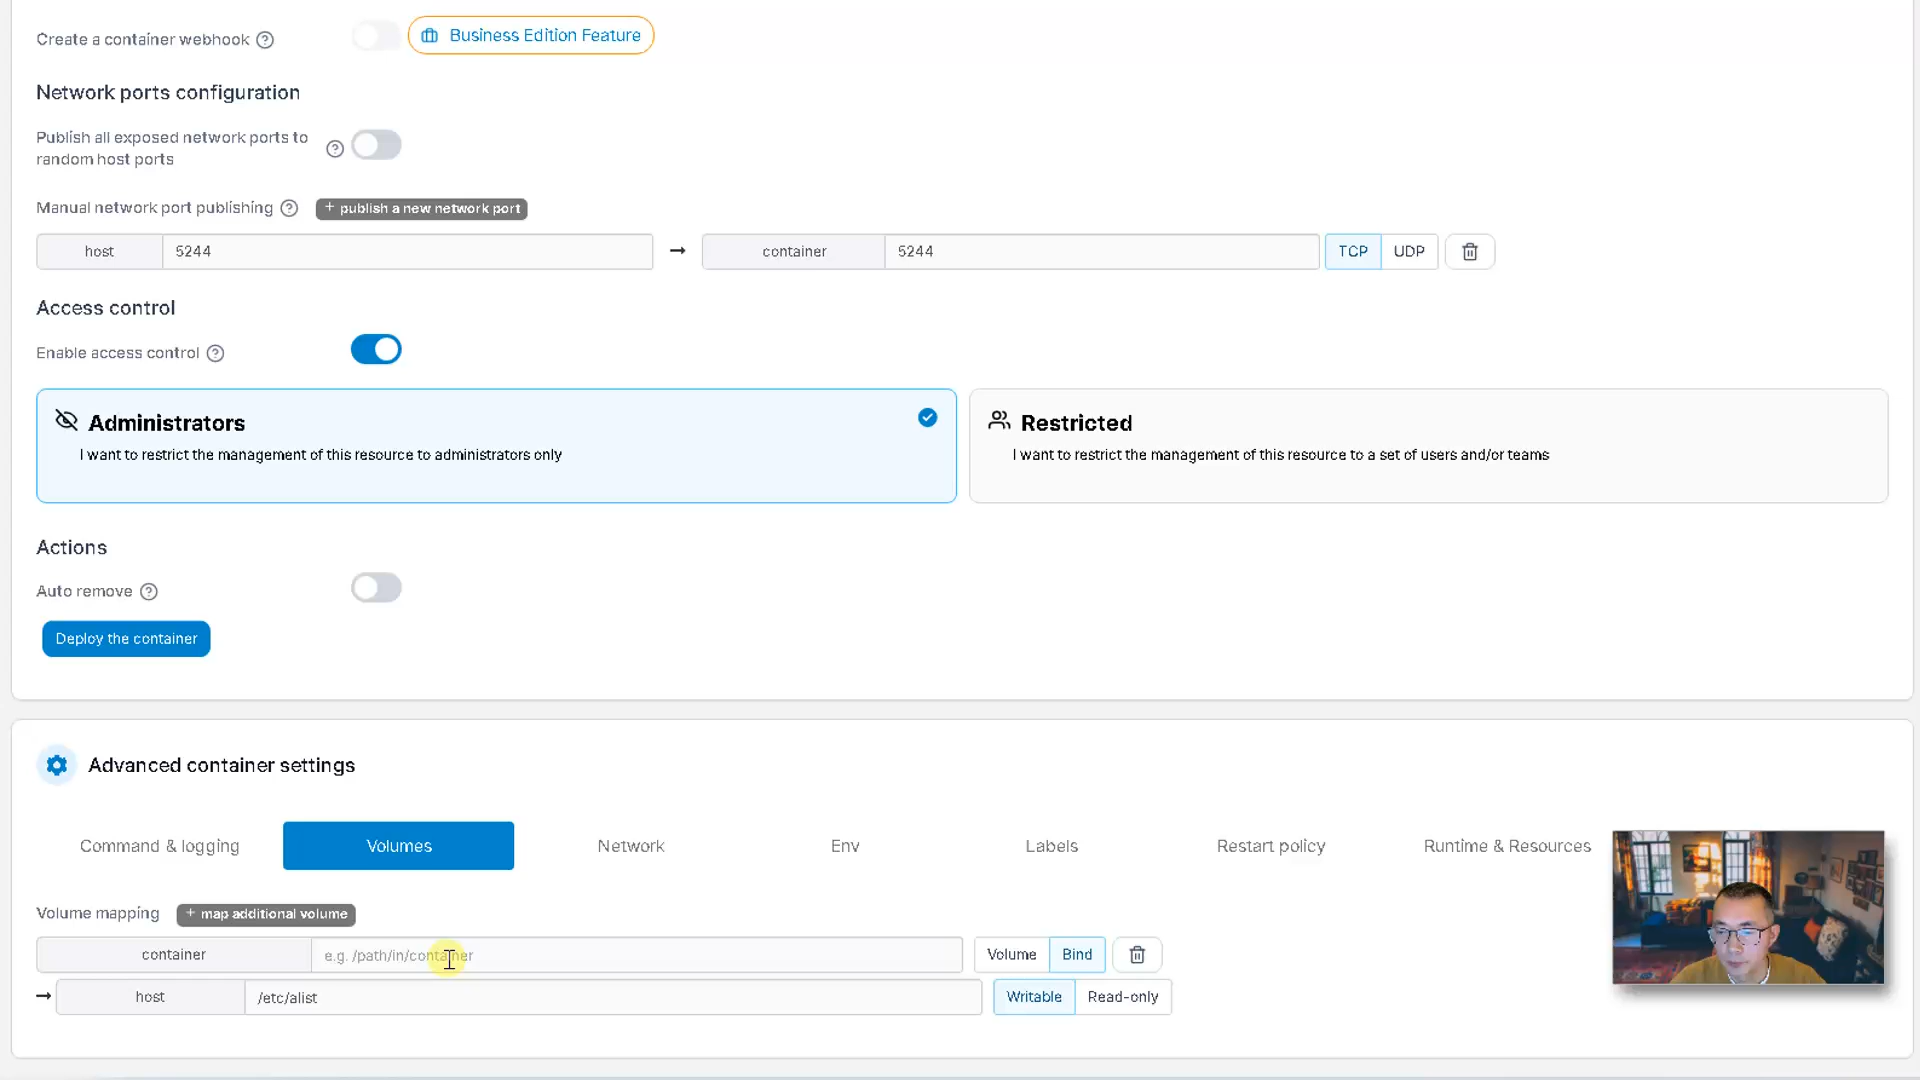 Create a container webhook
Business Edition Feature
Network ports configuration
Publish all exposed network ports to
random host ports
Manual network port publishing
+ publish a new network port
host 5244 → container 5244 TCP UDP
Access control
Enable access control
Administrators
I want to restrict the management of this resource to administrators only
Restricted
I want to restrict the management of this resource to a set of users and/or teams
Actions
Auto remove
Deploy the container
Advanced container settings
Command & logging Volumes Network Env Labels Restart policy Runtime & Resources
Volume mapping + map additional volume
container e.g. /path/in/container Volume Bind
→ host /etc/alist Writable Read-only